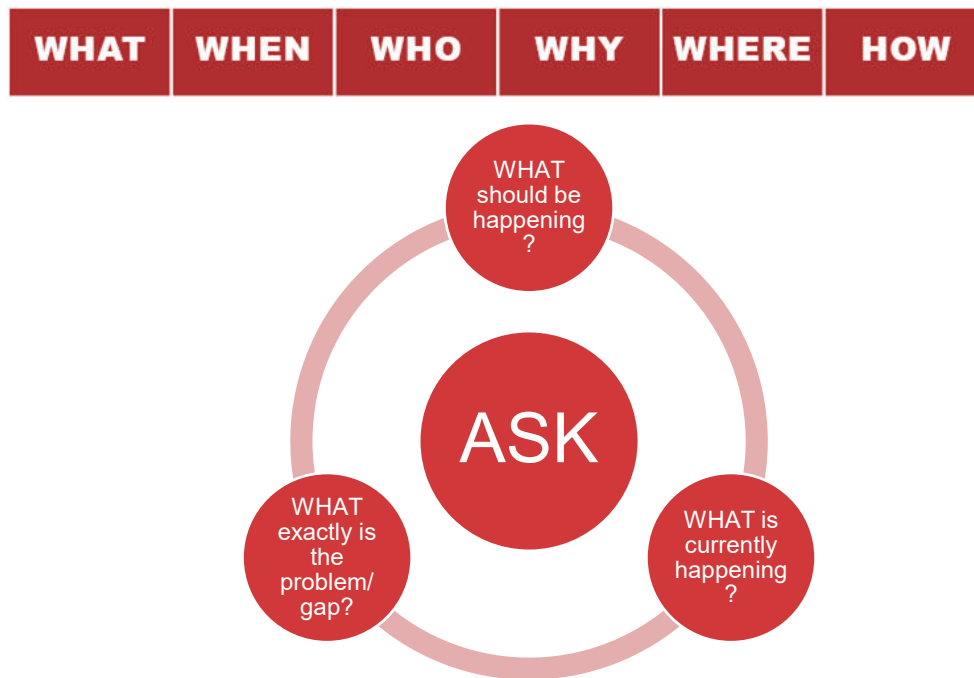 WHAT WHEN WHO WHY WHERE HOW
WHAT
should be
happening
?
ASK
WHAT
exactly is
the
problem/
gap?
WHAT is
currently
happening
?